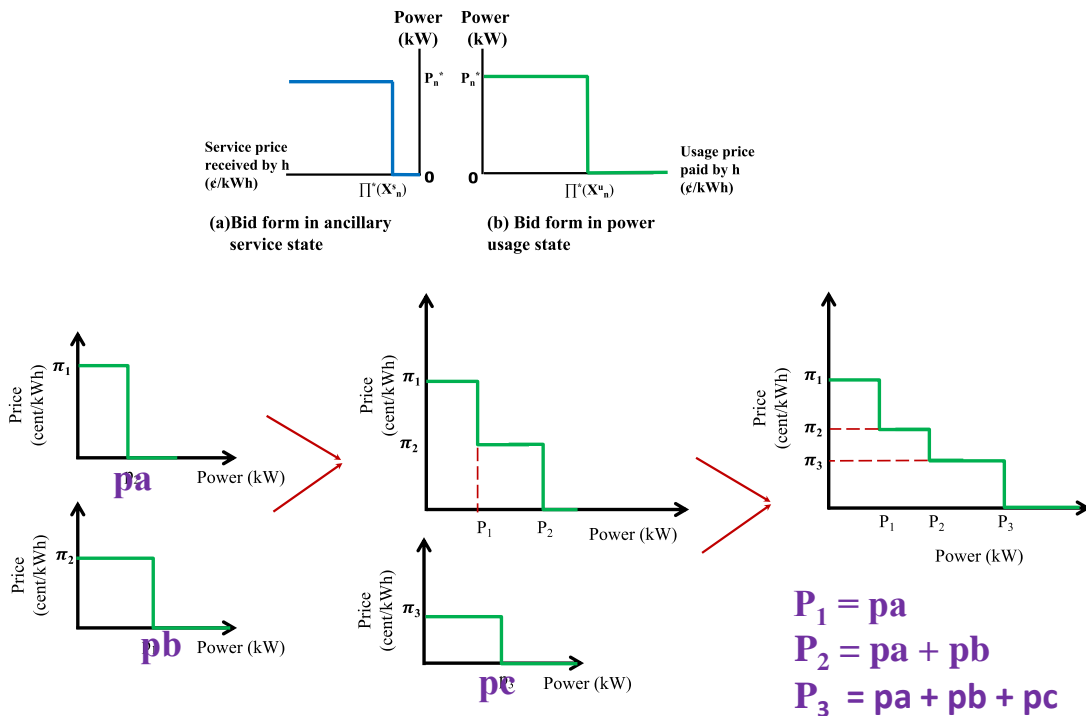 Power
(kW)
Power
(kW)
Pn*
Pn*
Service price
received by h
(¢/kWh)
0
0
Usage price
paid by h
(¢/kWh)
∏*(Xsn)
∏*(Xun)
(a)Bid form in ancillary
service state
(b) Bid form in power
usage state
π1
Price
(cent/kWh)
pa
Power (kW)
π2
Price
(cent/kWh)
pb
Power (kW)
π1
Price
(cent/kWh)
π2
P1
P2
Power (kW)
π3
Price
(cent/kWh)
pc
Power (kW)
π1
Price
(cent/kWh)
π2
π3
P1
P2
P3
Power (kW)
P1 = pa
P2 = pa + pb
P3 = pa + pb + pc